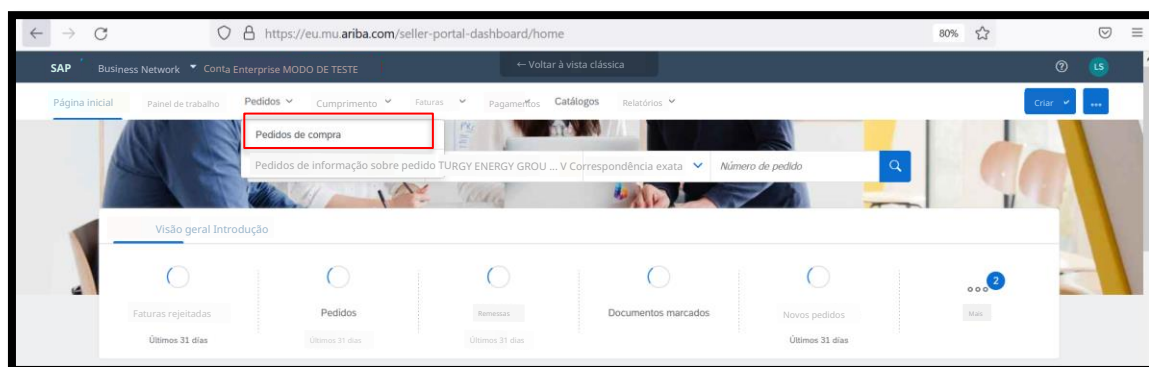 https://eu.mu.ariba.com/seller-portal-dashboard/home 80%
SAP Business Network Conta Enterprise MODO DE TESTE ← Voltar à vista clássica LS
Página inicial Painel de trabalho Pedidos Cumprimento Faturas Pagamentos Catálogos Relatórios Criar
Pedidos de compra
Pedidos de informação sobre pedido TURGY ENERGY GROU ... V Correspondência exata Número de pedido
Visão geral Introdução
2
Faturas rejeitadas Pedidos Remessas Documentos marcados Novos pedidos Mais
Últimos 31 días Últimos 31 dias Últimos 31 dias Últimos 31 días